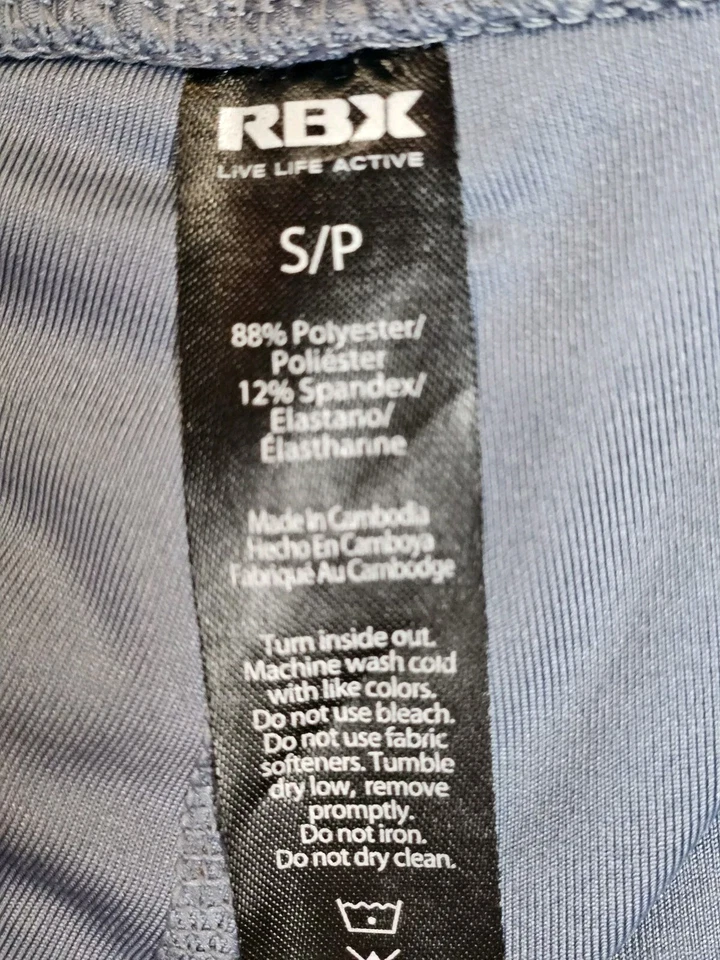 RBX
LIVE LIFE ACTIVE
S/P
88% Polyester/
Poliéster
12% Spandex/
Elastano/
Élasthanne
Made In Cambodia
Hecho En Camboya
Fabriqué Au Cambodge
Turn inside out.
Machine wash cold
with like colors.
Do not use bleach.
Do not use fabric
softeners. Tumble
dry low, remove
promptly.
Do not iron.
Do not dry clean.